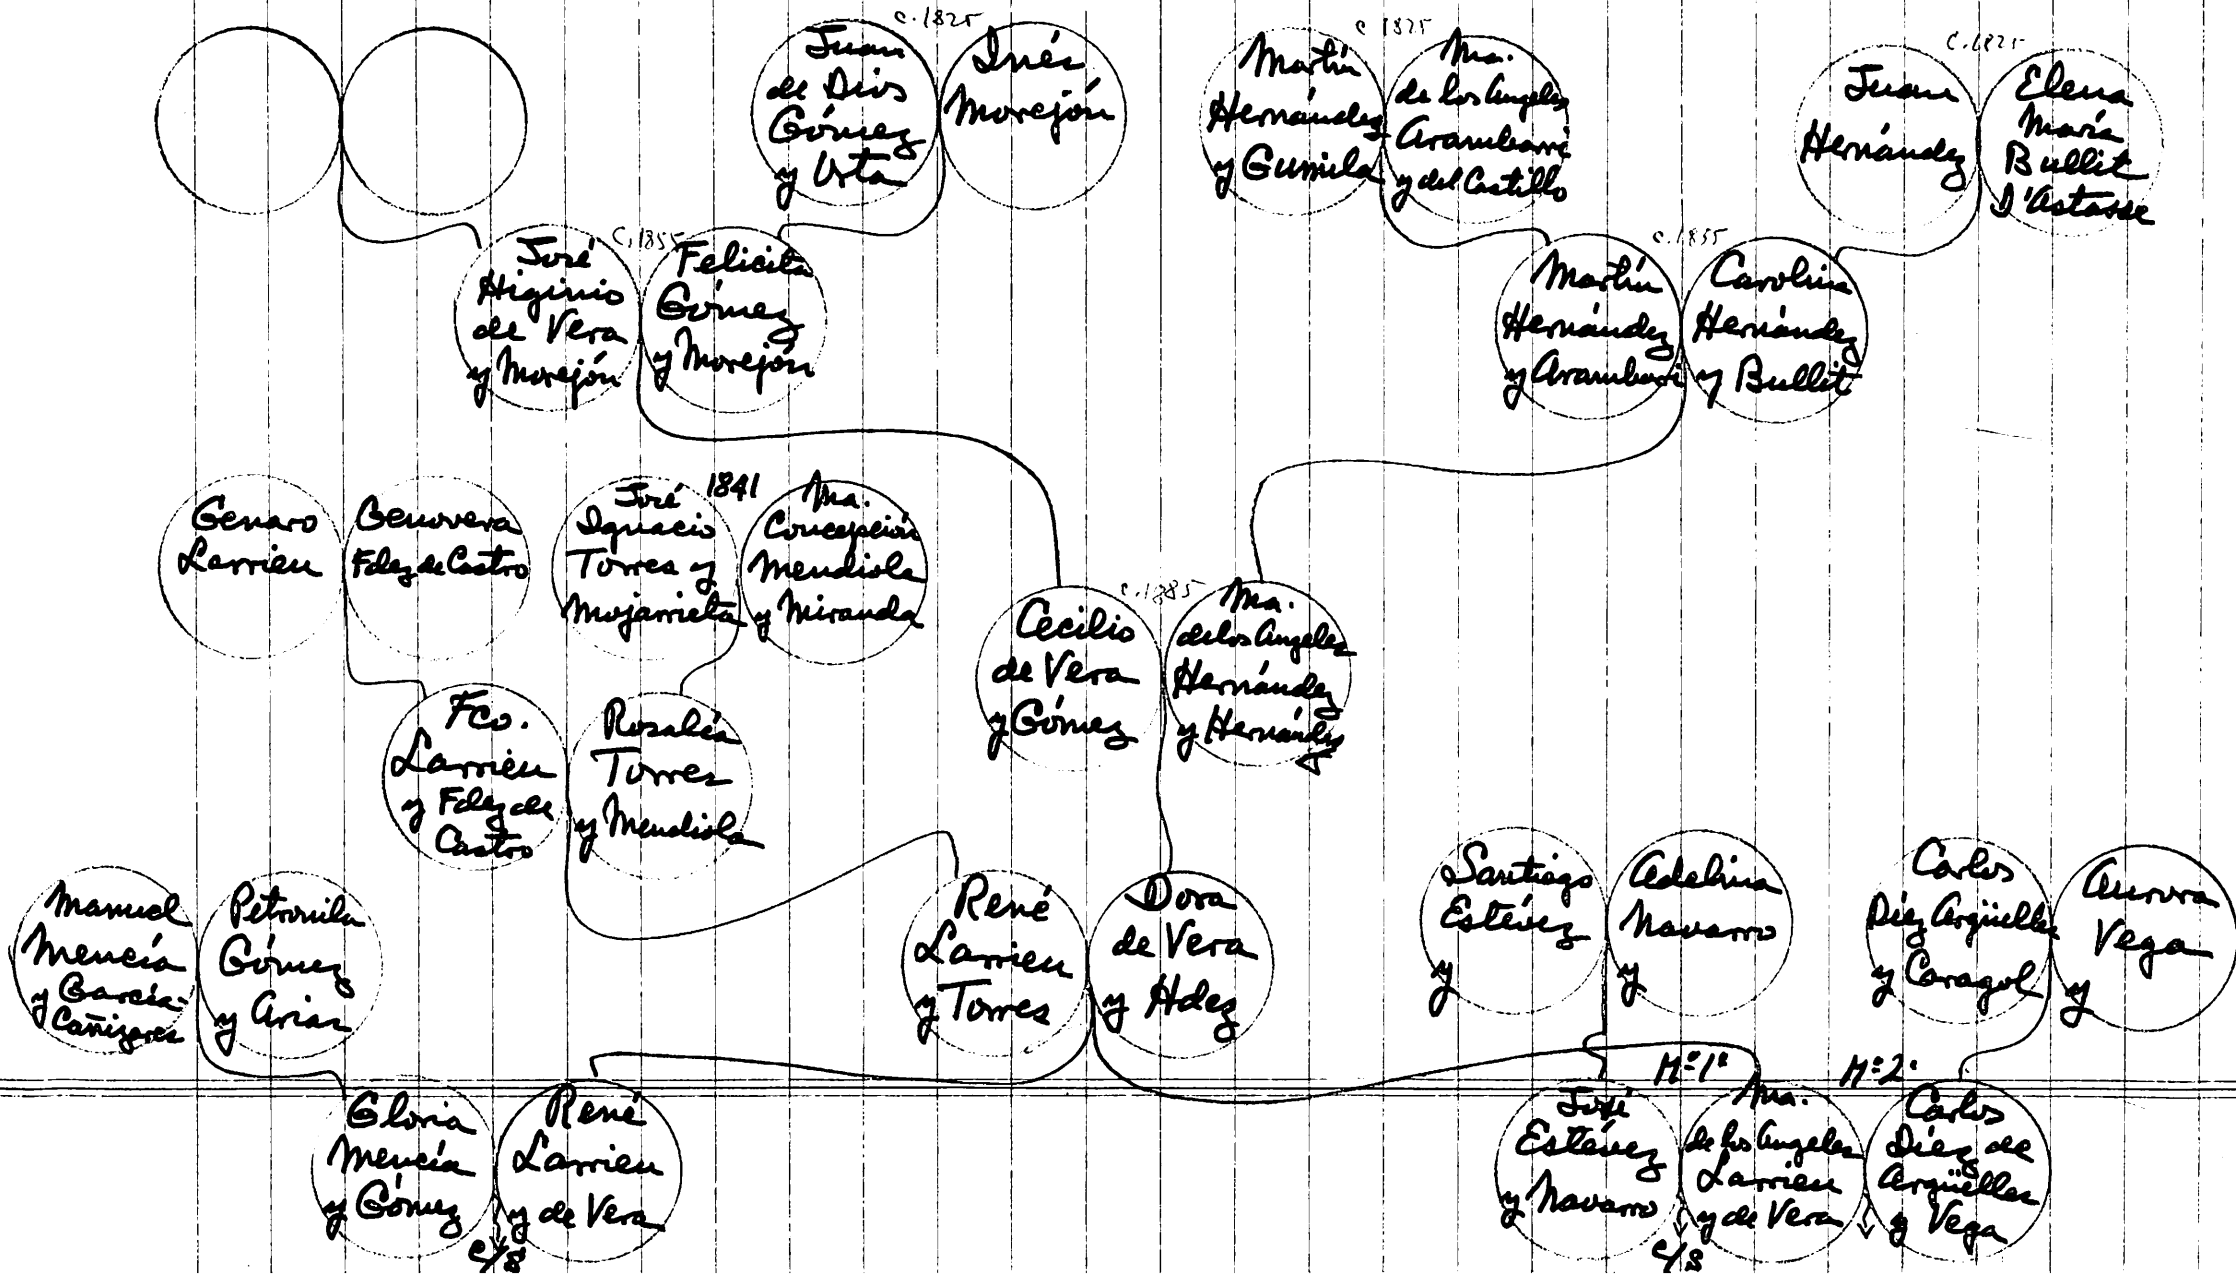 c. 1825
Juan
de Dios
Gómez
y Urta
Inés
Morejón
c 1825
Martín
Hernández
y Gumila
Ma.
de los Angeles
Arambarri
y del Castillo
c. 1825
Juan
Hernández
Elena
María
Bullit
D'Astasse
c. 1855
José
Higinio
de Vera
y Morejón
Felicita
Gómez
y Morejón
c. 1855
Martín
Hernández
y Arambarri
Carolina
Hernández
y Bullit
Genaro
Larrieu
Genoveva
Fdez de Castro
1841
José
Ignacio
Torres y
Mojarrieta
Ma.
Concepción
Mendiola
y Miranda
c. 1885
Cecilio
de Vera
y Gómez
Ma.
de los Angeles
Hernández
y Hernández
Fco.
Larrieu
y Fdez de
Castro
Rosalía
Torres
y Mendiola
Manuel
Mencía
y García-
Cañizares
Petronila
Gómez
y Arias
René
Larrieu
y Torres
Dora
de Vera
y Hdez
Santiago
Estévez
y
Adelina
Navarro
y
Carlos
Díez Argüelles
y Caragol
Aurora
Vega
y
Gloria
Mencía
y Gómez
René
Larrieu
y de Vera
c/s
Mº 1º
Mº 2º
José
Estévez
y Navarro
Ma.
de los Angeles
Larrieu
y de Vera
Carlos
Díez de
Argüelles
y Vega
c/s